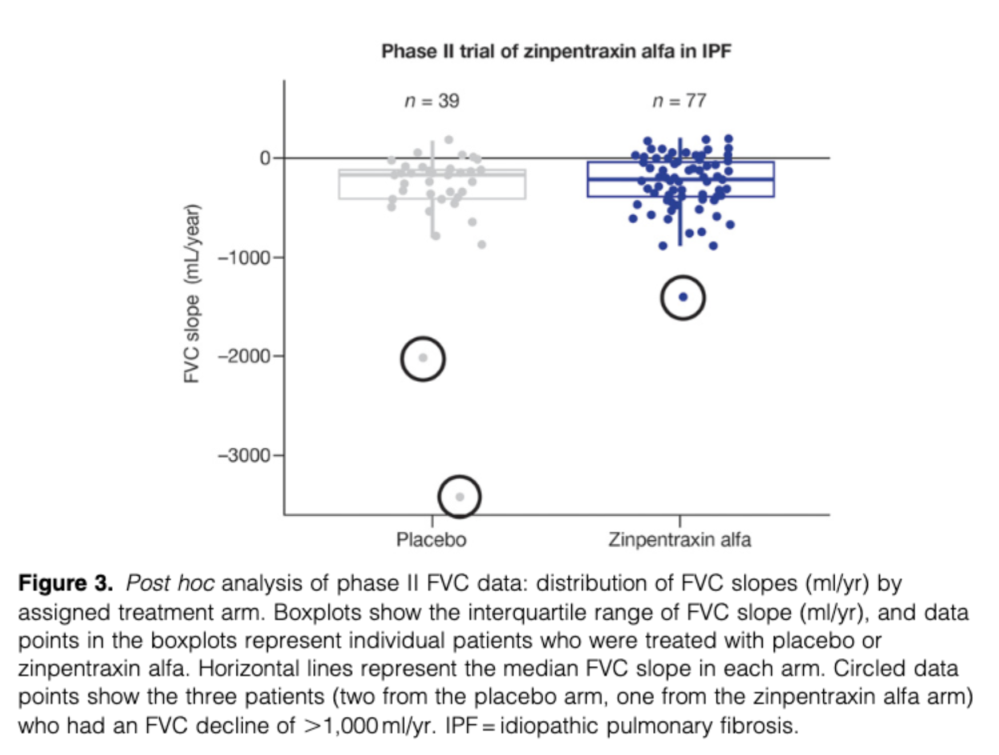 Phase II trial of zinpentraxin alfa in IPF
n = 39
n = 77
FVC slope (mL/year)
0
–1000
–2000
–3000
Placebo
Zinpentraxin alfa
Figure 3. Post hoc analysis of phase II FVC data: distribution of FVC slopes (ml/yr) by
assigned treatment arm. Boxplots show the interquartile range of FVC slope (ml/yr), and data
points in the boxplots represent individual patients who were treated with placebo or
zinpentraxin alfa. Horizontal lines represent the median FVC slope in each arm. Circled data
points show the three patients (two from the placebo arm, one from the zinpentraxin alfa arm)
who had an FVC decline of >1,000 ml/yr. IPF = idiopathic pulmonary fibrosis.